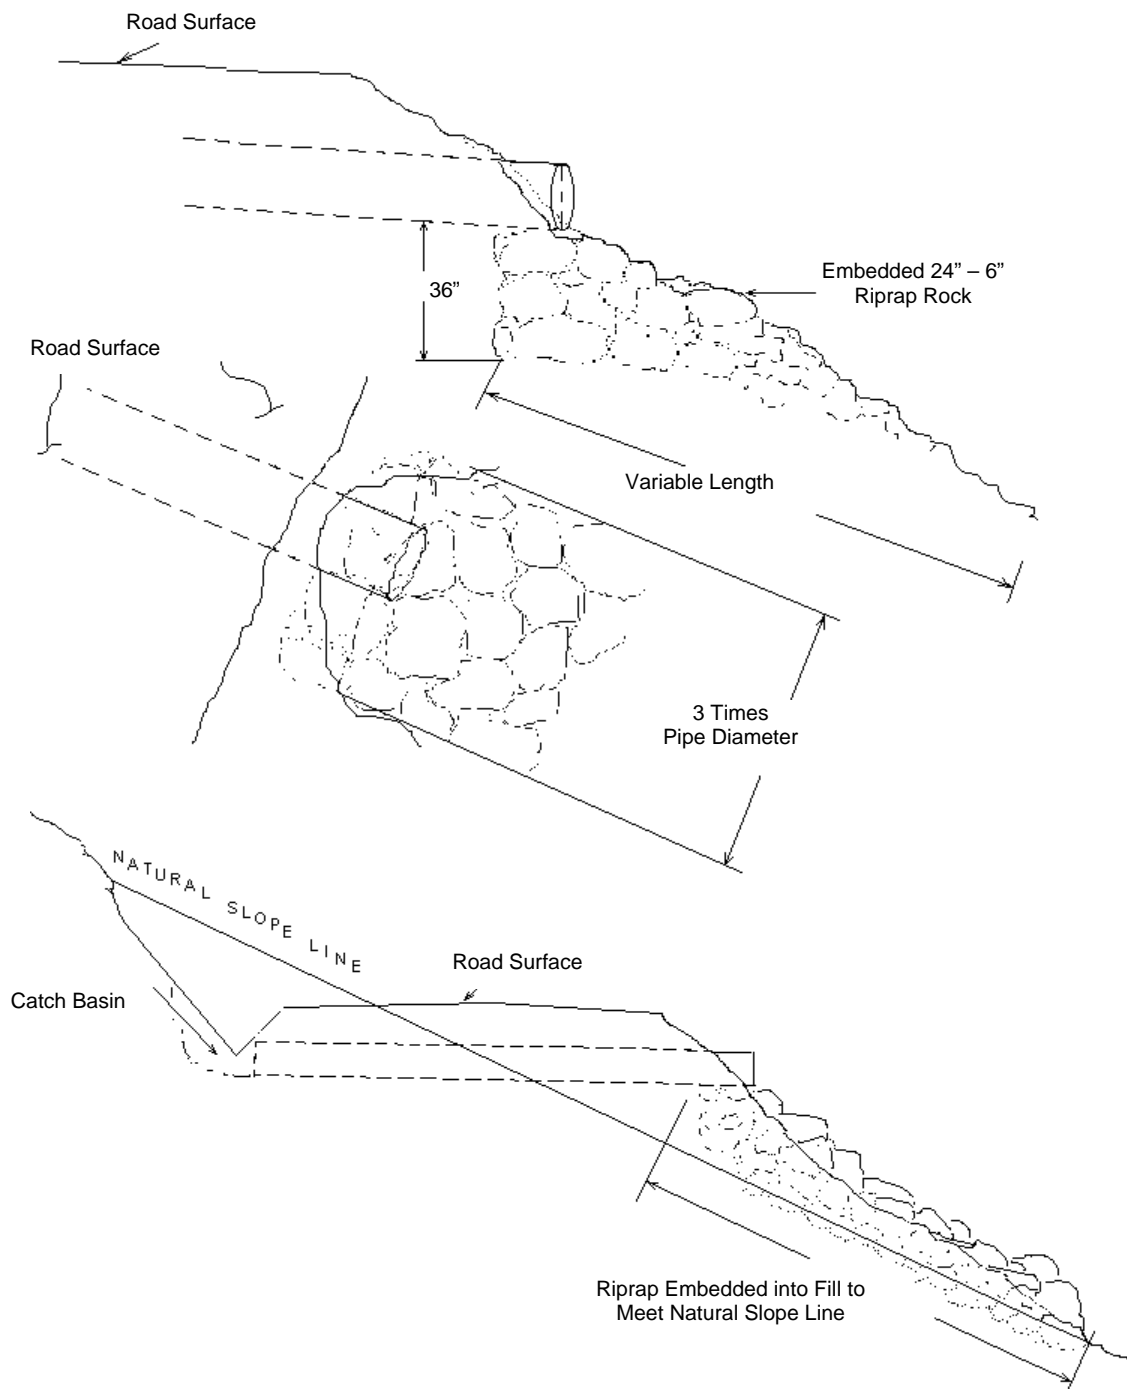 Road Surface
Embedded 24” – 6”
Riprap Rock
36”
Road Surface
Variable Length
3 Times
Pipe Diameter
NATURAL SLOPE LINE
Road Surface
Catch Basin
Riprap Embedded into Fill to
Meet Natural Slope Line